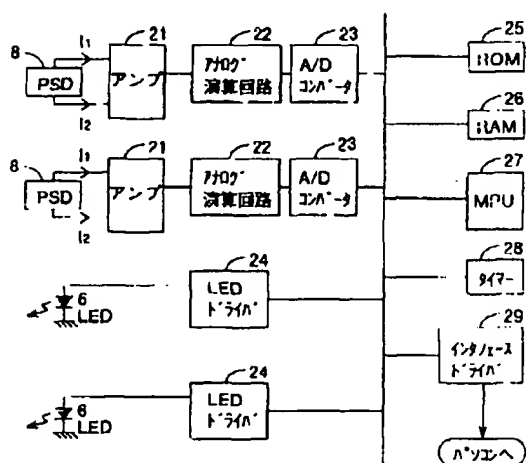 8
PSD
I₁
I₂
21
アンプ
22
アナログ
演算回路
23
A/D
コンバータ
25
ROM
26
RAM
8
PSD
I₁
I₂
21
アンプ
22
アナログ
演算回路
23
A/D
コンバータ
27
MPU
28
タイマー
6
LED
24
LED
ドライバ
29
インタフェース
ドライバ
6
LED
24
LED
ドライバ
パソコンへ